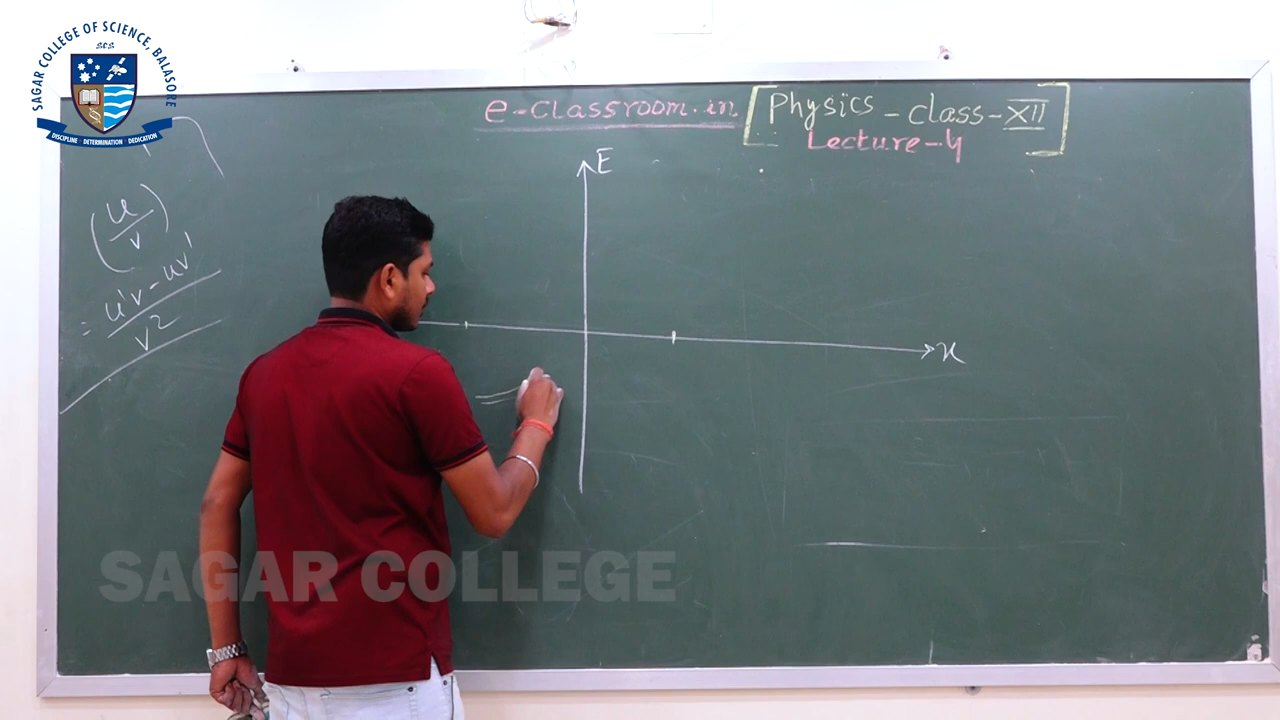 SAGAR COLLEGE OF SCIENCE, BALASORE
SCS
DISCIPLINE · DETERMINATION · DEDICATION
e-classroom.in [Physics - class - XII
Lecture-4]
E
(u/v)
= u'v - uv'
v²
x
SAGAR COLLEGE